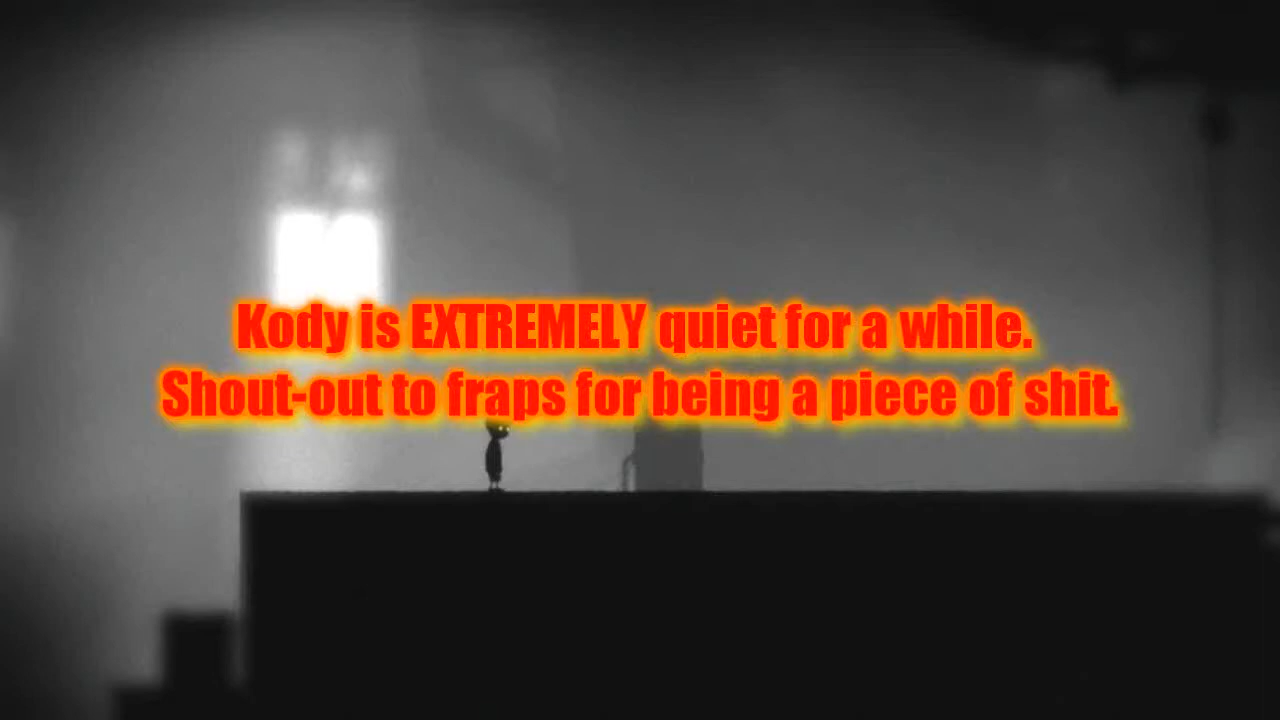 Kody is EXTREMELY quiet for a while.
Shout-out to fraps for being a piece of shit.